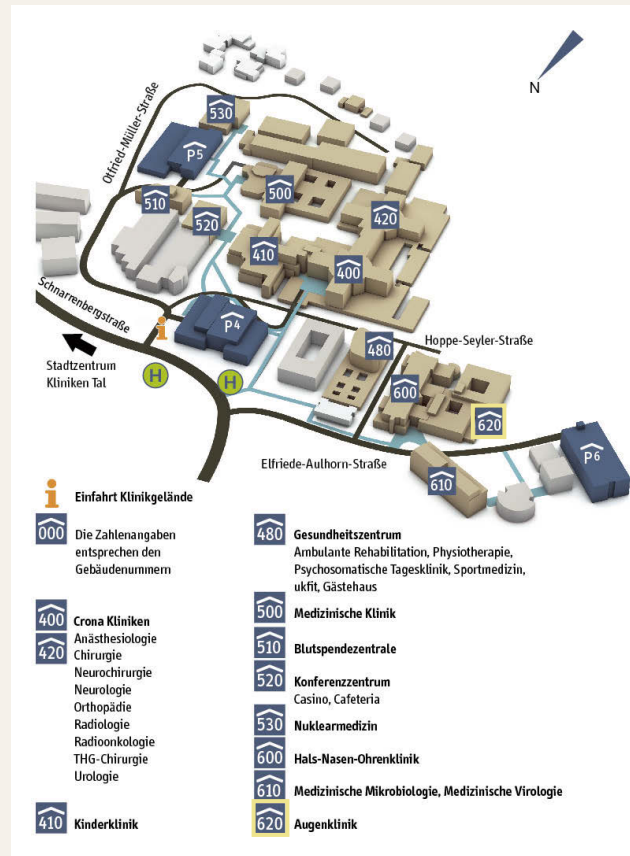 N
530
Otfried-Müller-Straße
P5
500
510
420
520
410
400
Schnarrenbergstraße
i
P4
Hoppe-Seyler-Straße
480
Stadtzentrum
Kliniken Tal
H
H
600
620
Elfriede-Aulhorn-Straße
P6
610
i Einfahrt Klinikgelände
000 Die Zahlenangaben
entsprechen den
Gebäudenummern
400 Crona Kliniken
420 Anästhesiologie
Chirurgie
Neurochirurgie
Neurologie
Orthopädie
Radiologie
Radioonkologie
THG-Chirurgie
Urologie
410 Kinderklinik
480 Gesundheitszentrum
Ambulante Rehabilitation, Physiotherapie,
Psychosomatische Tagesklinik, Sportmedizin,
ukfit, Gästehaus
500 Medizinische Klinik
510 Blutspendezentrale
520 Konferenzzentrum
Casino, Cafeteria
530 Nuklearmedizin
600 Hals-Nasen-Ohrenklinik
610 Medizinische Mikrobiologie, Medizinische Virologie
620 Augenklinik